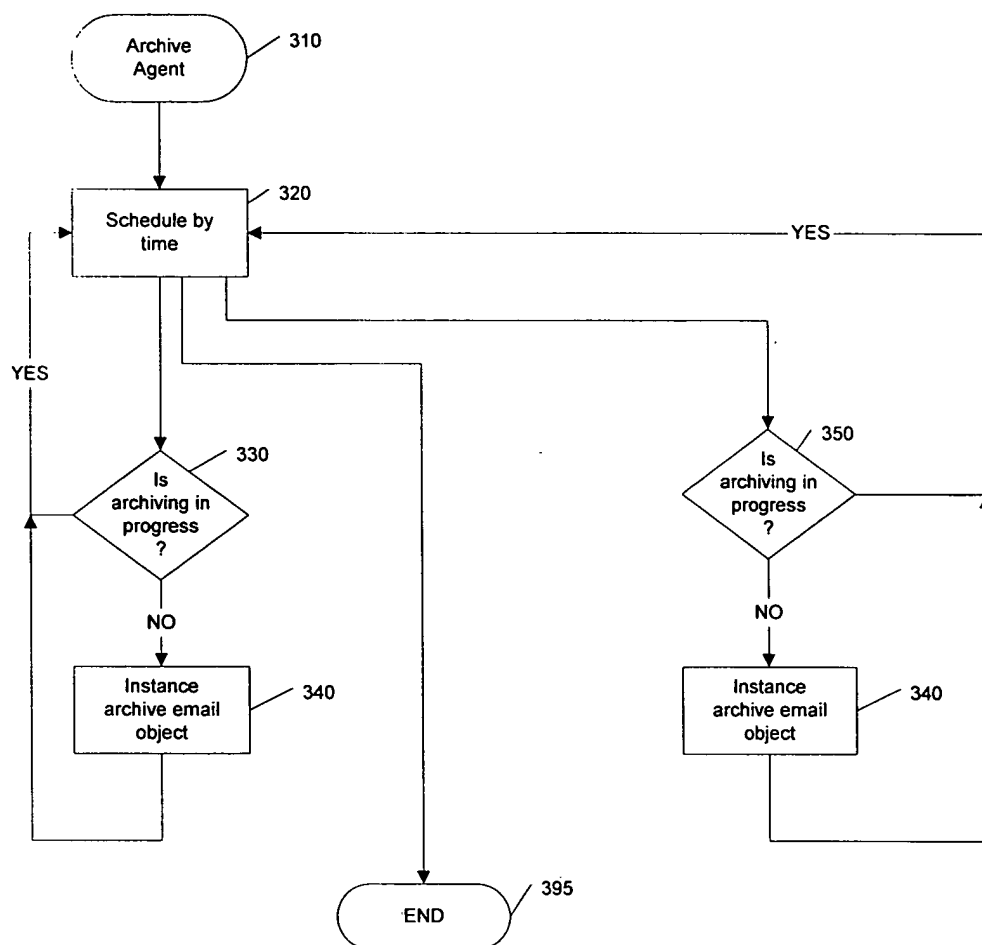 Archive
Agent
310
320
Schedule by
time
YES
YES
330
Is
archiving in
progress
?
350
Is
archiving in
progress
?
NO
NO
Instance
archive email
object
340
Instance
archive email
object
340
END
395